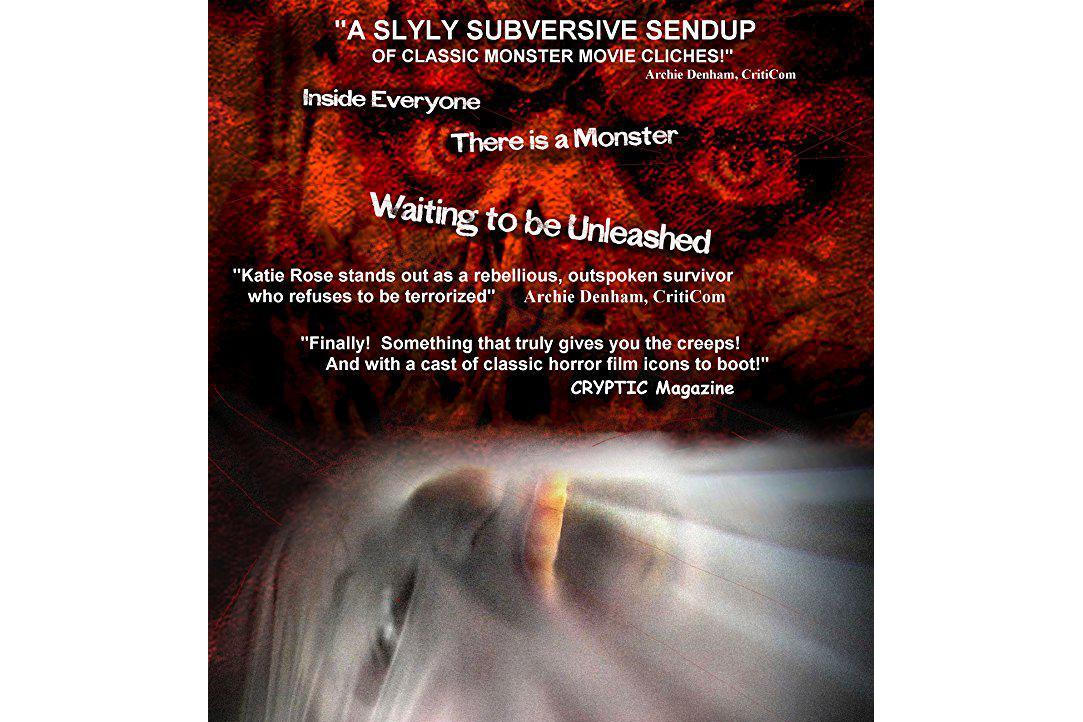 "A SLYLY SUBVERSIVE SENDUP
OF CLASSIC MONSTER MOVIE CLICHES!"
Archie Denham, CritiCom
Inside Everyone
There is a Monster
Waiting to be Unleashed
"Katie Rose stands out as a rebellious, outspoken survivor
who refuses to be terrorized" Archie Denham, CritiCom
"Finally! Something that truly gives you the creeps!
And with a cast of classic horror film icons to boot!"
CRYPTIC Magazine